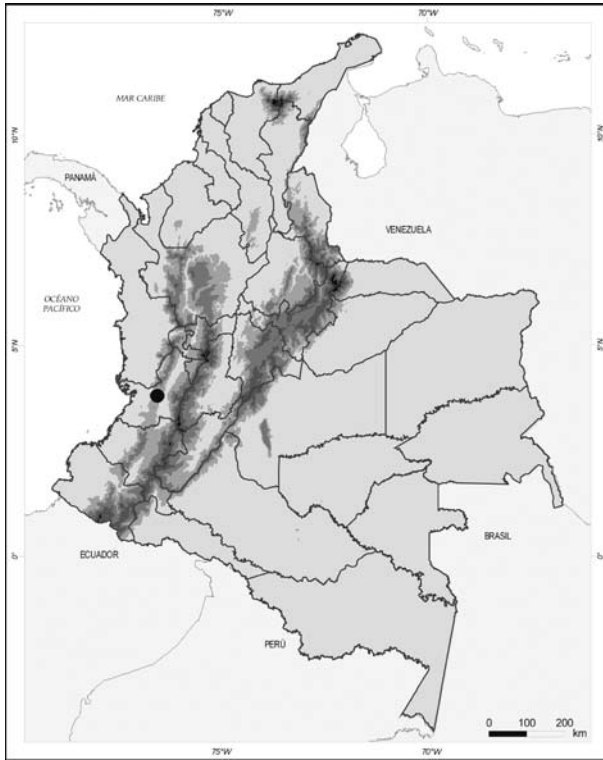 75°W 70°W
MAR CARIBE
10°N 10°N
PANAMÁ
VENEZUELA
OCÉANO
PACÍFICO
5°N 5°N
BRASIL
ECUADOR
0° 0°
PERÚ
0 100 200
km
75°W 70°W